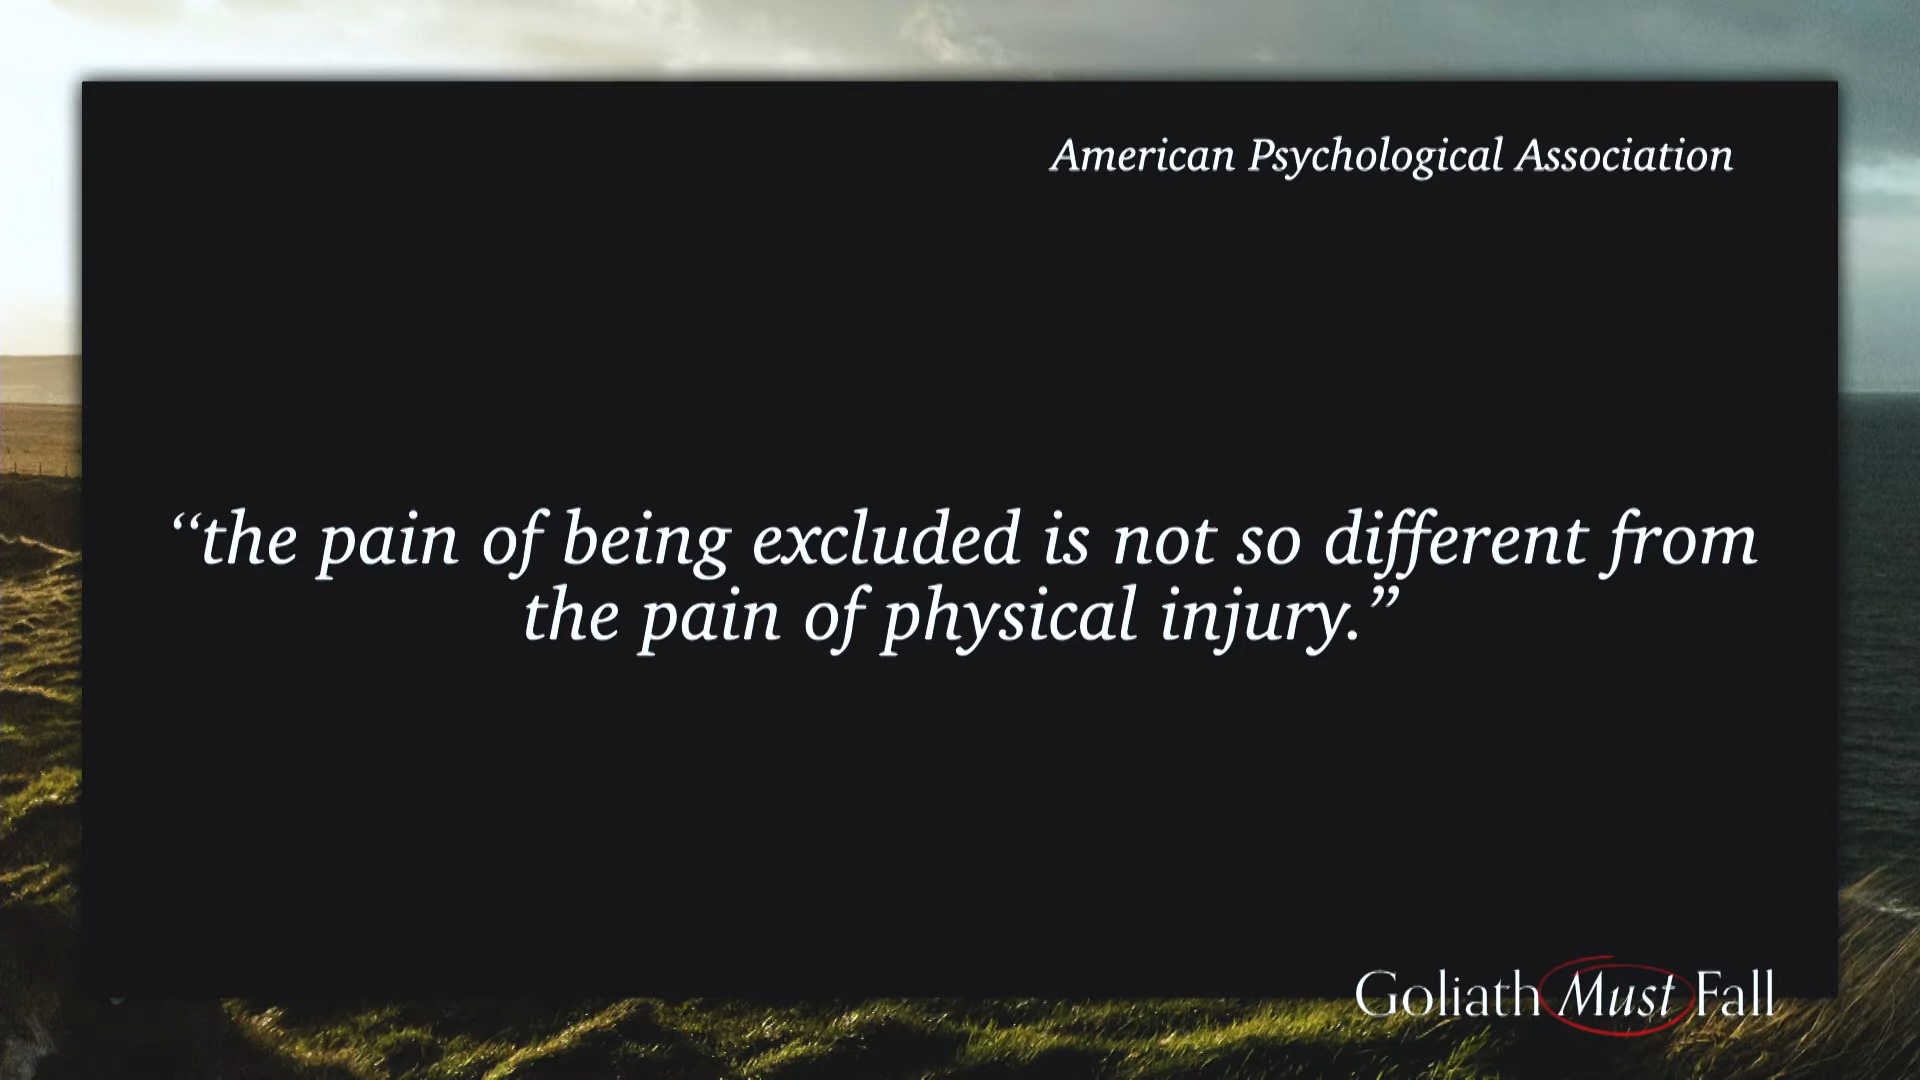 American Psychological Association
“the pain of being excluded is not so different from
the pain of physical injury.”
Goliath Must Fall